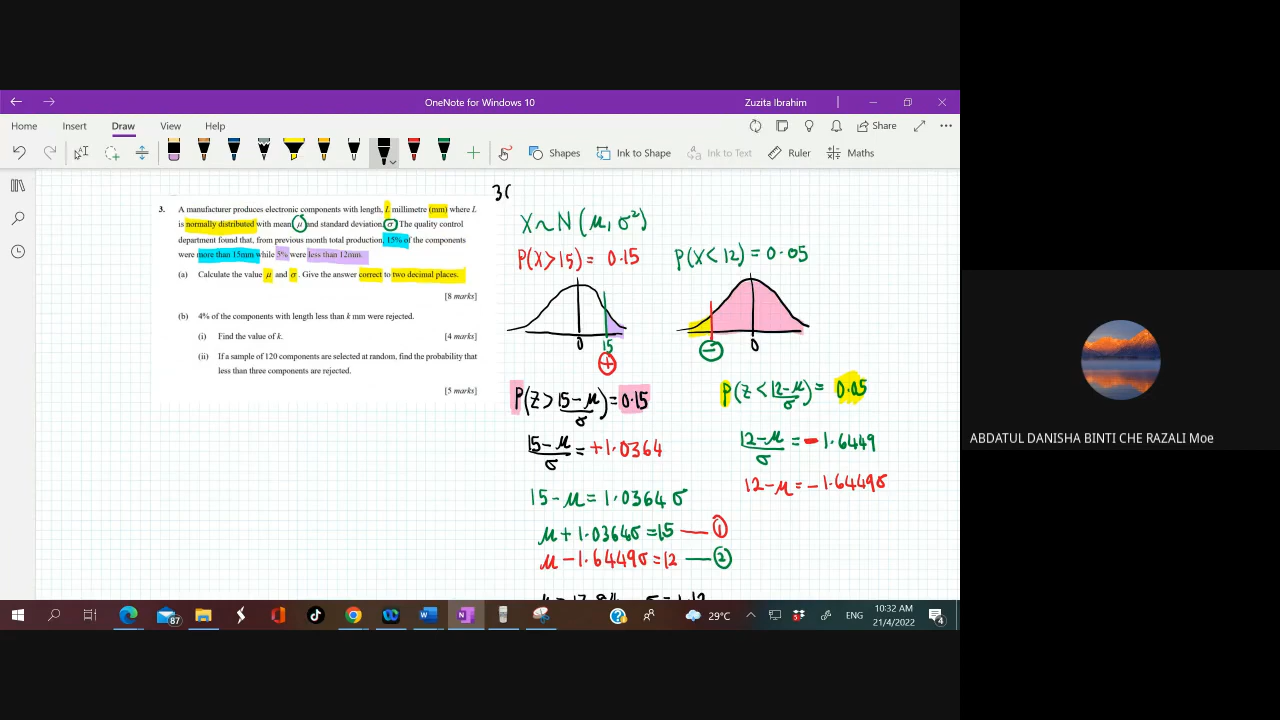 OneNote for Windows 10
Zuzita Ibrahim
Home Insert Draw View Help
Share
Shapes Ink to Shape Ink to Text Ruler Maths
3. A manufacturer produces electronic components with length, L millimetre (mm) where L
is normally distributed with mean μ and standard deviation, σ. The quality control
department found that, from previous month total production, 15% of the components
were more than 15mm while 5% were less than 12mm.
(a) Calculate the value μ and σ. Give the answer correct to two decimal places.
[8 marks]
(b) 4% of the components with length less than k mm were rejected.
(i) Find the value of k.
[4 marks]
(ii) If a sample of 120 components are selected at random, find the probability that
less than three components are rejected.
[5 marks]
3(
X~N(μ, σ²)
P(X>15) = 0.15
P(X<12) = 0.05
0 15
+
0
−
P(Z > 15-μ/σ) = 0.15
P(Z < 12-μ/σ) = 0.05
15-μ/σ = +1.0364
12-μ/σ = -1.6449
12-μ = -1.6449σ
15-μ = 1.0364σ
μ + 1.0364σ = 15 — ①
μ - 1.6449σ = 12 — ②
ABDATUL DANISHA BINTI CHE RAZALI Moe
87
29°C
ENG
10:32 AM
21/4/2022
4